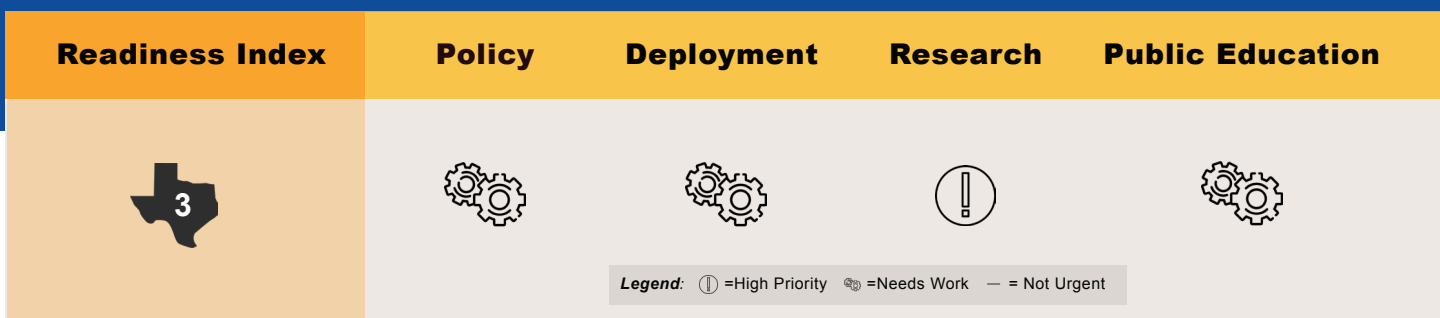 Readiness Index Policy Deployment Research Public Education
3
Legend: =High Priority =Needs Work — = Not Urgent